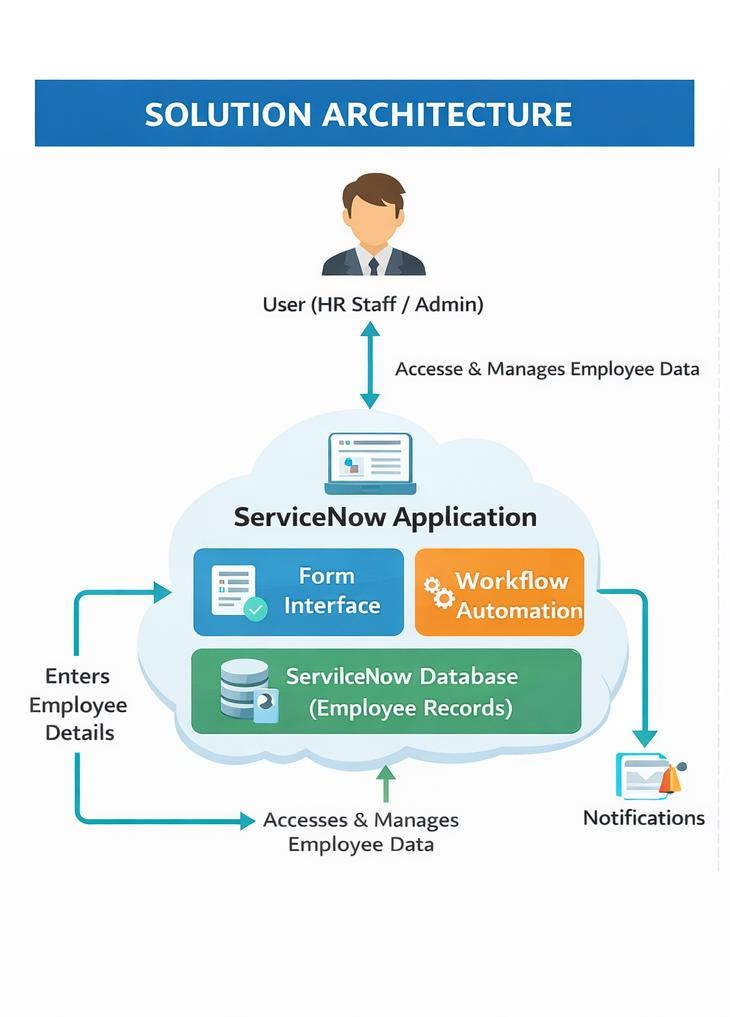 SOLUTION ARCHITECTURE
User (HR Staff / Admin)
Accesse & Manages Employee Data
ServiceNow Application
Form
Interface
Workflow
Automation
ServilceNow Database
(Employee Records)
Enters
Employee
Details
Notifications
Accesses & Manages
Employee Data